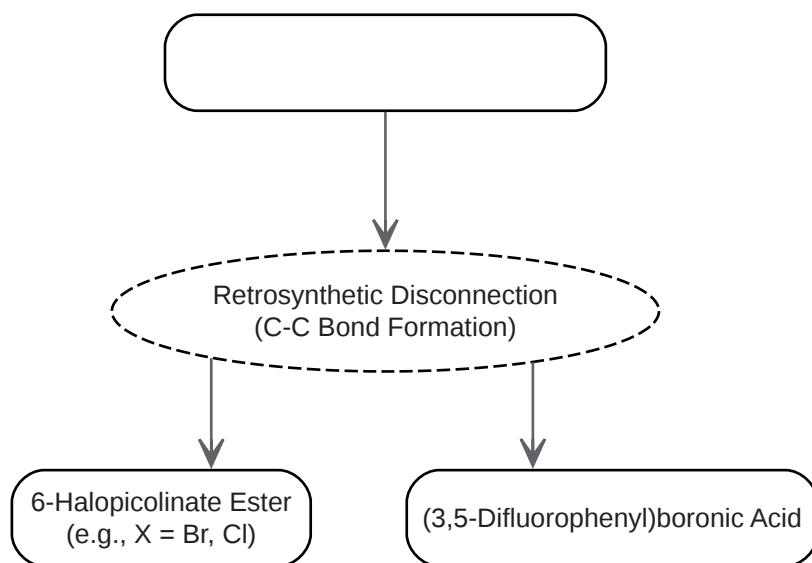 Retrosynthetic Disconnection
(C-C Bond Formation)
6-Halopicolinate Ester
(e.g., X = Br, Cl)
(3,5-Difluorophenyl)boronic Acid